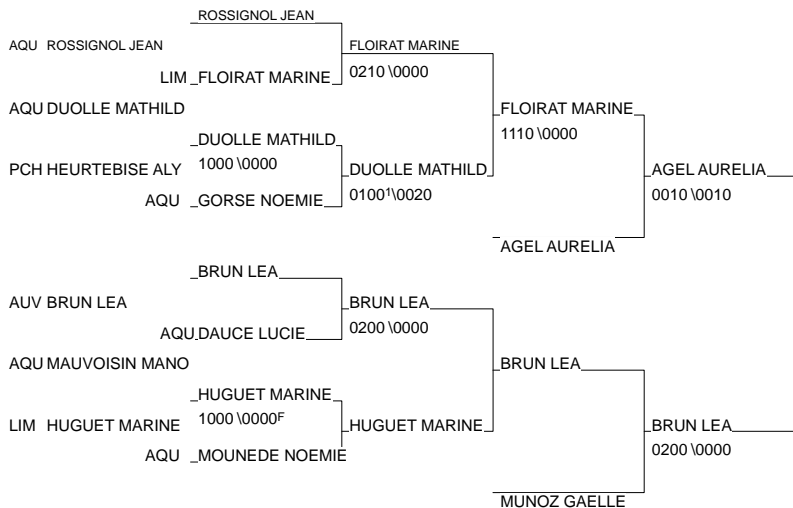 ROSSIGNOL JEAN
AQU ROSSIGNOL JEAN FLOIRAT MARINE
LIM FLOIRAT MARINE 0210 \0000
AQU DUOLLE MATHILD FLOIRAT MARINE
DUOLLE MATHILD 1110 \0000
PCH HEURTEBISE ALY 1000 \0000 DUOLLE MATHILD AGEL AURELIA
AQU GORSE NOEMIE 0100¹\0020 0010 \0010
AGEL AURELIA
BRUN LEA
AUV BRUN LEA BRUN LEA
AQU DAUCE LUCIE 0200 \0000
AQU MAUVOISIN MANO BRUN LEA
HUGUET MARINE
LIM HUGUET MARINE 1000 \0000F HUGUET MARINE BRUN LEA
AQU MOUNEDE NOEMIE 0200 \0000
MUNOZ GAELLE